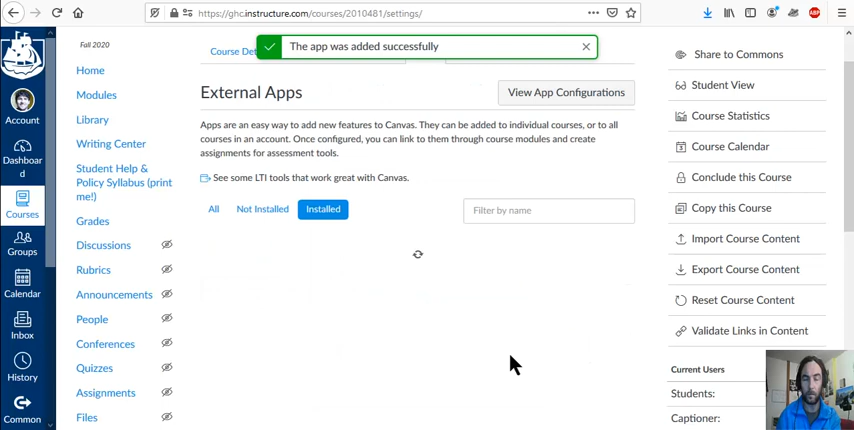 https://ghc.instructure.com/courses/2010481/settings/
ABP
Account
Dashboar
d
Courses
Groups
Calendar
Inbox
History
Common
Fall 2020
Home
Modules
Library
Writing Center
Student Help &
Policy Syllabus (print
me!)
Grades
Discussions
Rubrics
Announcements
People
Conferences
Quizzes
Assignments
Files
Course Det
The app was added successfully
External Apps
View App Configurations
Apps are an easy way to add new features to Canvas. They can be added to individual courses, or to all
courses in an account. Once configured, you can link to them through course modules and create
assignments for assessment tools.
See some LTI tools that work great with Canvas.
All
Not Installed
Installed
Filter by name
Share to Commons
Student View
Course Statistics
Course Calendar
Conclude this Course
Copy this Course
Import Course Content
Export Course Content
Reset Course Content
Validate Links in Content
Current Users
Students:
Captioner: